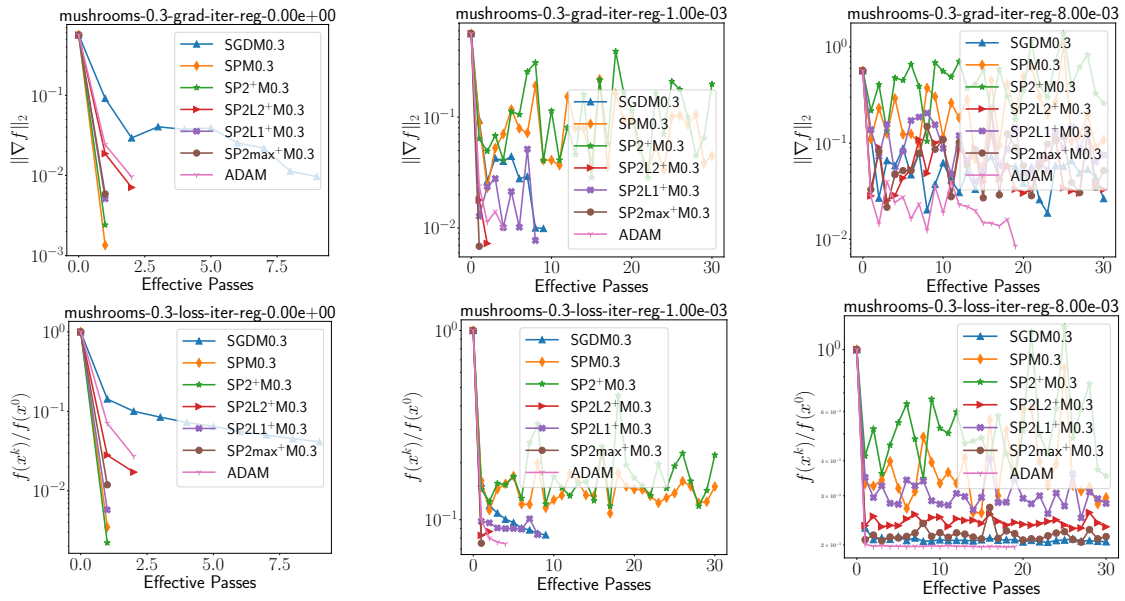 mushrooms-0.3-grad-iter-reg-0.00e+00
‖∇f‖₂
10⁻¹
10⁻²
10⁻³
SGDM0.3
SPM0.3
SP2⁺M0.3
SP2L2⁺M0.3
SP2L1⁺M0.3
SP2max⁺M0.3
ADAM
0.0 2.5 5.0 7.5
Effective Passes
mushrooms-0.3-grad-iter-reg-1.00e-03
‖∇f‖₂
10⁻¹
10⁻²
SGDM0.3
SPM0.3
SP2⁺M0.3
SP2L2⁺M0.3
SP2L1⁺M0.3
SP2max⁺M0.3
ADAM
0 10 20 30
Effective Passes
mushrooms-0.3-grad-iter-reg-8.00e-03
‖∇f‖₂
10⁰
10⁻¹
10⁻²
SGDM0.3
SPM0.3
SP2⁺M0.3
SP2L2⁺M0.3
SP2L1⁺M0.3
SP2max⁺M0.3
ADAM
0 10 20 30
Effective Passes
mushrooms-0.3-loss-iter-reg-0.00e+00
f(xᵏ)/f(x⁰)
10⁰
10⁻¹
10⁻²
SGDM0.3
SPM0.3
SP2⁺M0.3
SP2L2⁺M0.3
SP2L1⁺M0.3
SP2max⁺M0.3
ADAM
0.0 2.5 5.0 7.5
Effective Passes
mushrooms-0.3-loss-iter-reg-1.00e-03
f(xᵏ)/f(x⁰)
10⁰
10⁻¹
SGDM0.3
SPM0.3
SP2⁺M0.3
SP2L2⁺M0.3
SP2L1⁺M0.3
SP2max⁺M0.3
ADAM
0 10 20 30
Effective Passes
mushrooms-0.3-loss-iter-reg-8.00e-03
f(xᵏ)/f(x⁰)
10⁰
6 × 10⁻¹
4 × 10⁻¹
3 × 10⁻¹
2 × 10⁻¹
SGDM0.3
SPM0.3
SP2⁺M0.3
SP2L2⁺M0.3
SP2L1⁺M0.3
SP2max⁺M0.3
ADAM
0 10 20 30
Effective Passes